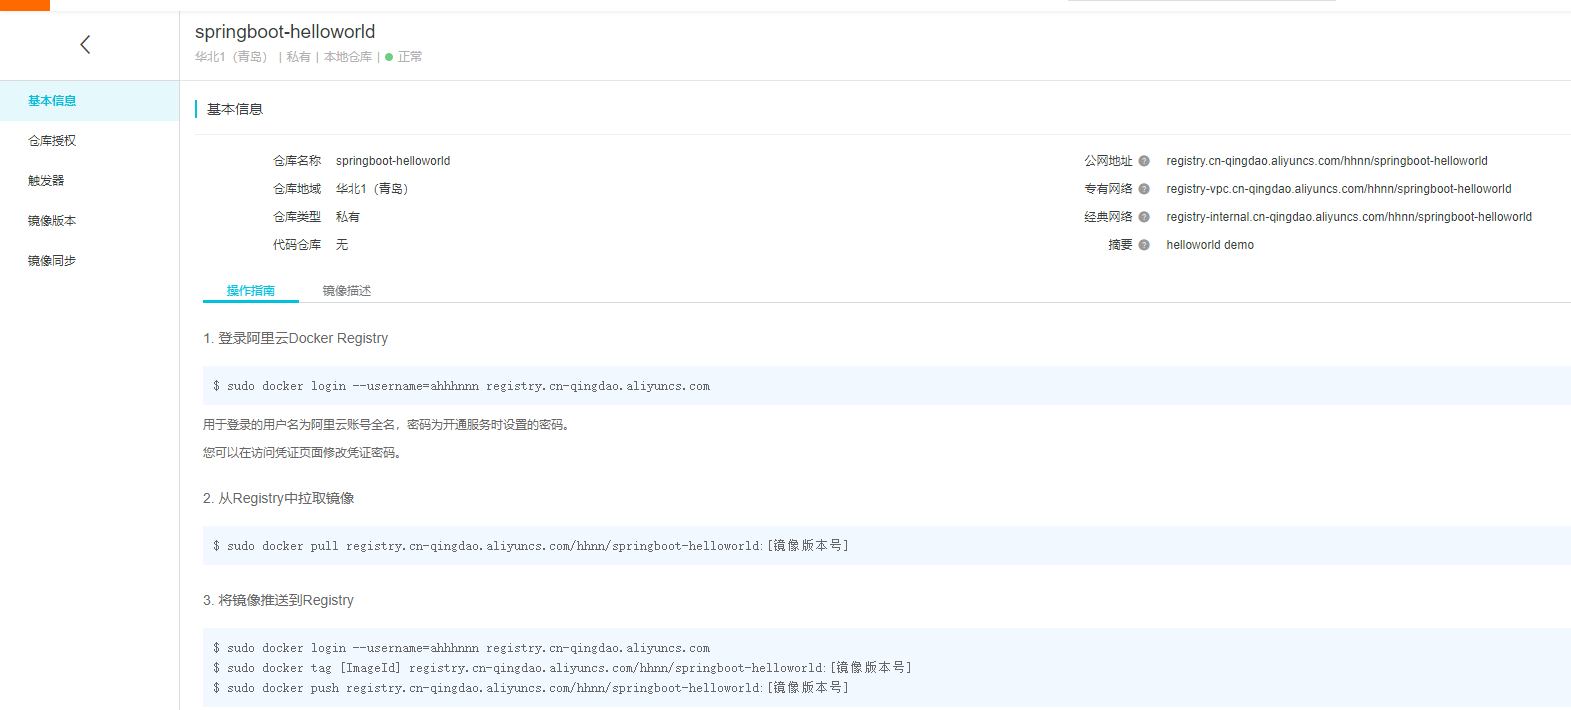 springboot-helloworld
华北1（青岛） | 私有 | 本地仓库 | 正常
基本信息
仓库授权
触发器
镜像版本
镜像同步
基本信息
仓库名称 springboot-helloworld
仓库地域 华北1（青岛）
仓库类型 私有
代码仓库 无
公网地址 ? registry.cn-qingdao.aliyuncs.com/hhnn/springboot-helloworld
专有网络 ? registry-vpc.cn-qingdao.aliyuncs.com/hhnn/springboot-helloworld
经典网络 ? registry-internal.cn-qingdao.aliyuncs.com/hhnn/springboot-helloworld
摘要 ? helloworld demo
操作指南 镜像描述
1. 登录阿里云Docker Registry
$ sudo docker login --username=ahhhnnn registry.cn-qingdao.aliyuncs.com
用于登录的用户名为阿里云账号全名，密码为开通服务时设置的密码。
您可以在访问凭证页面修改凭证密码。
2. 从Registry中拉取镜像
$ sudo docker pull registry.cn-qingdao.aliyuncs.com/hhnn/springboot-helloworld:[镜像版本号]
3. 将镜像推送到Registry
$ sudo docker login --username=ahhhnnn registry.cn-qingdao.aliyuncs.com
$ sudo docker tag [ImageId] registry.cn-qingdao.aliyuncs.com/hhnn/springboot-helloworld:[镜像版本号]
$ sudo docker push registry.cn-qingdao.aliyuncs.com/hhnn/springboot-helloworld:[镜像版本号]